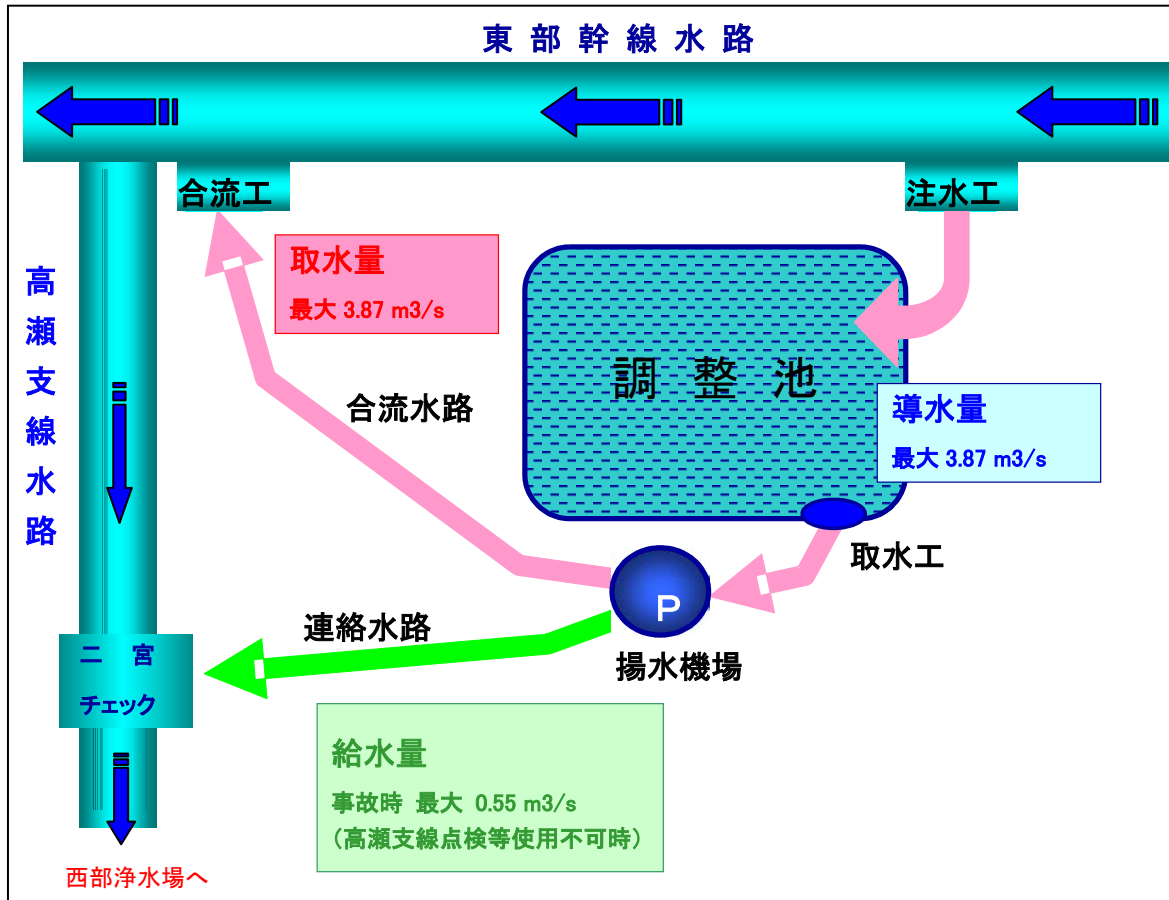 東部幹線水路
合流工
注水工
取水量
最大 3.87 m3/s
高瀬支線水路
調整池
導水量
最大 3.87 m3/s
合流水路
取水工
P
連絡水路
揚水機場
二宮
チェック
給水量
事故時 最大 0.55 m3/s
(高瀬支線点検等使用不可時)
西部浄水場へ